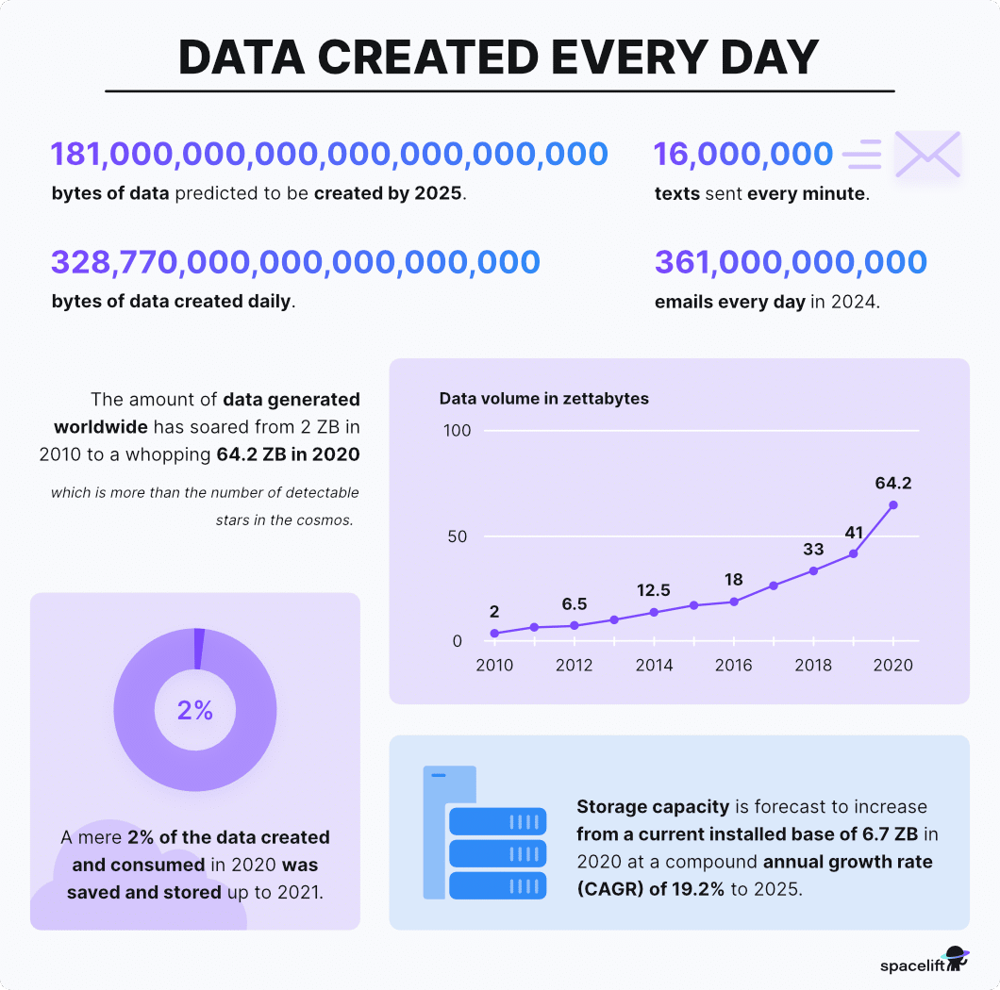 DATA CREATED EVERY DAY
181,000,000,000,000,000,000,000
bytes of data predicted to be created by 2025.
16,000,000
texts sent every minute.
328,770,000,000,000,000,000
bytes of data created daily.
361,000,000,000
emails every day in 2024.
The amount of data generated
worldwide has soared from 2 ZB in
2010 to a whopping 64.2 ZB in 2020
which is more than the number of detectable
stars in the cosmos.
Data volume in zettabytes
100
64.2
50
41
33
18
12.5
6.5
2
0
2010 2012 2014 2016 2018 2020
2%
A mere 2% of the data created
and consumed in 2020 was
saved and stored up to 2021.
Storage capacity is forecast to increase
from a current installed base of 6.7 ZB in
2020 at a compound annual growth rate
(CAGR) of 19.2% to 2025.
spacelift